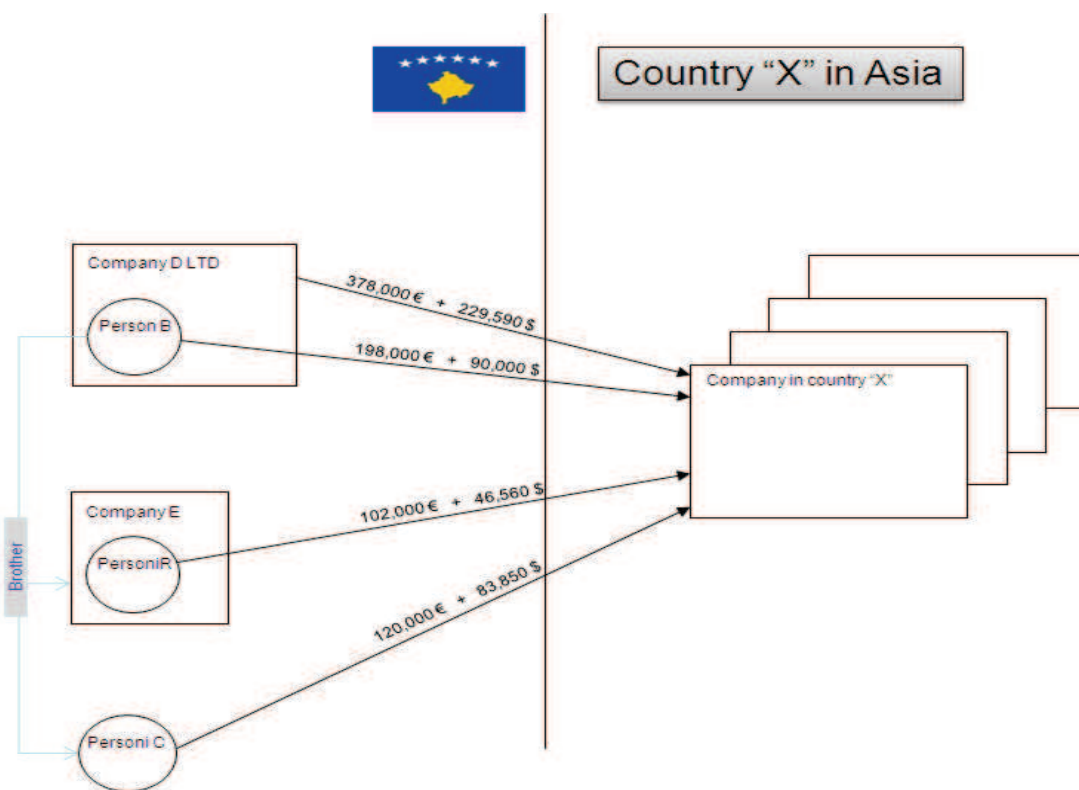 Country “X” in Asia
Company D LTD
Person B
378,000 € + 229,590 $
198,000 € + 90,000 $
Company in country “X”
Company E
PersoniR
102,000 € + 46,560 $
Brother
120,000 € + 83,850 $
Personi C